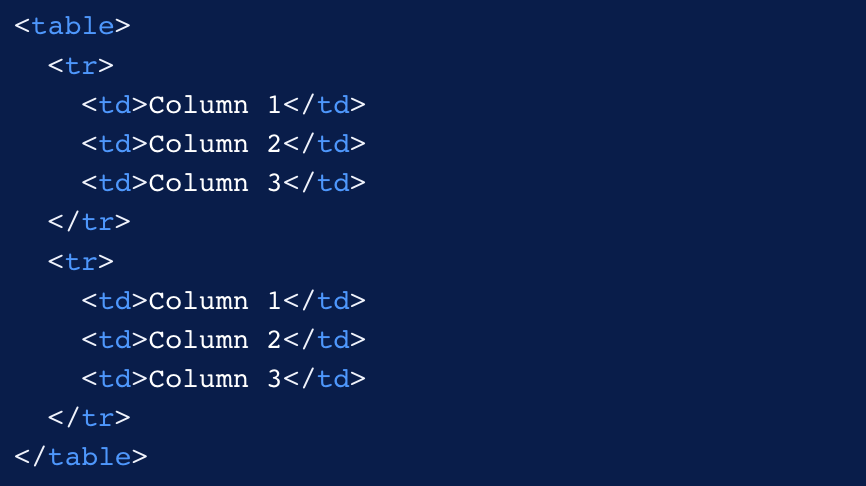 <table>
  <tr>
    <td>Column 1</td>
    <td>Column 2</td>
    <td>Column 3</td>
  </tr>
  <tr>
    <td>Column 1</td>
    <td>Column 2</td>
    <td>Column 3</td>
  </tr>
</table>